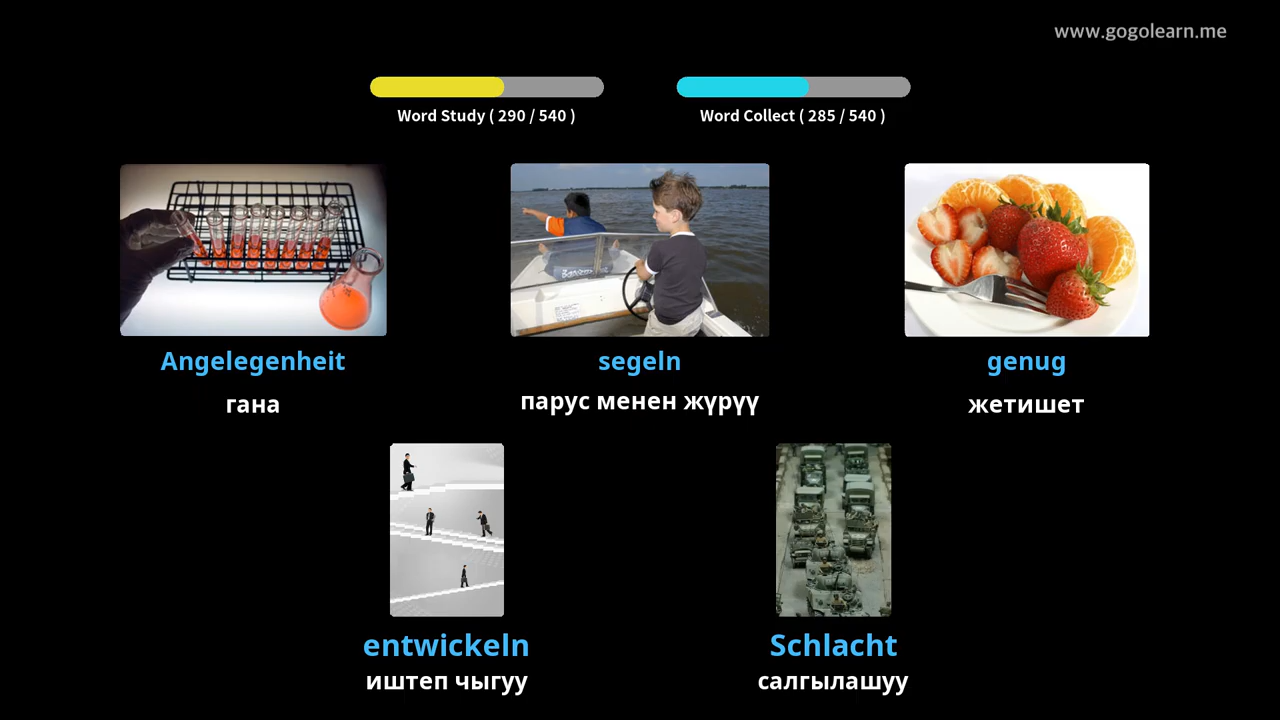 www.gogolearn.me
Word Study ( 290 / 540 )
Word Collect ( 285 / 540 )
Angelegenheit
гана
segeln
парус менен жүрүү
genug
жетишет
entwickeln
иштеп чыгуу
Schlacht
салгылашуу